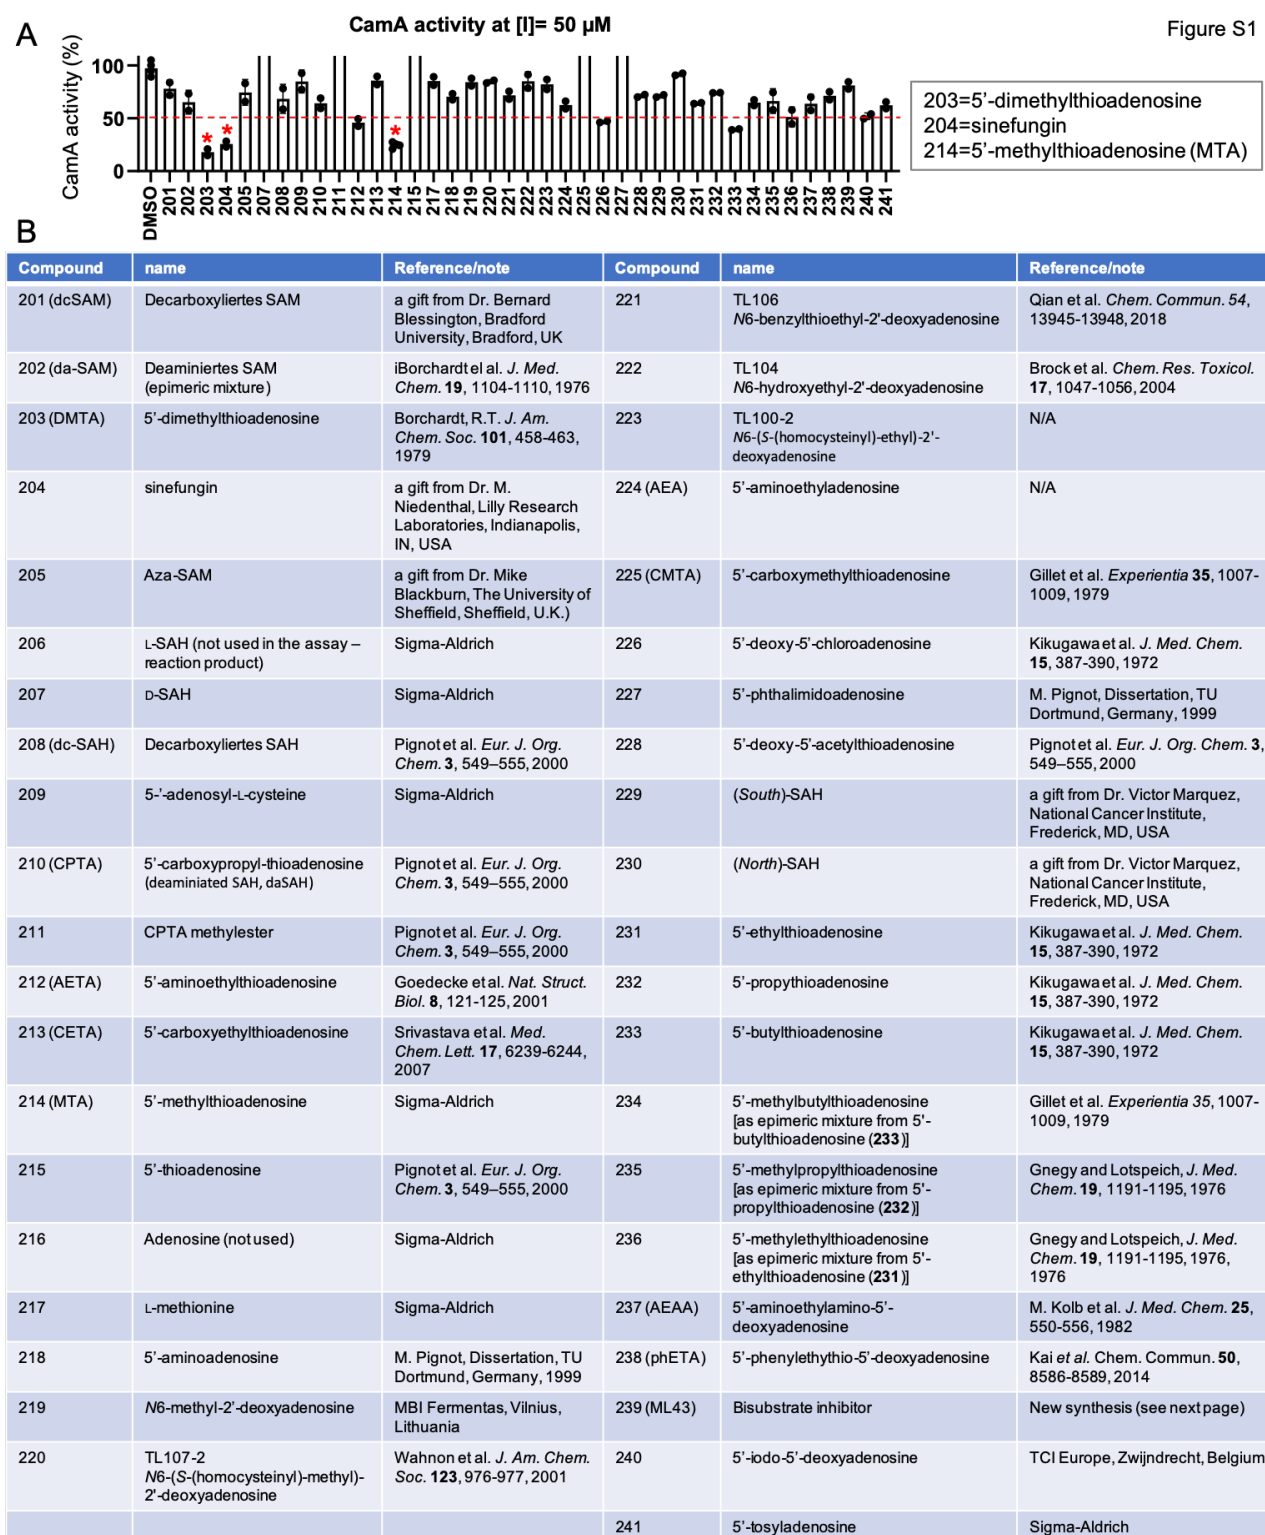 A
CamA activity at [I]= 50 µM
Figure S1
CamA activity (%)
100
50
0
*
*
*
DMSO
201
202
203
204
205
207
208
209
210
211
212
213
214
215
217
218
219
220
221
222
223
224
225
226
227
228
229
230
231
232
233
234
235
236
237
238
239
240
241
203=5’-dimethylthioadenosine
204=sinefungin
214=5’-methylthioadenosine (MTA)
B
Compound name Reference/note Compound name Reference/note
201 (dcSAM)
Decarboxyliertes SAM
a gift from Dr. Bernard
Blessington, Bradford
University, Bradford, UK
221
TL106
N6-benzylthioethyl-2'-deoxyadenosine
Qian et al. Chem. Commun. 54,
13945-13948, 2018
202 (da-SAM)
Deaminiertes SAM
(epimeric mixture)
iBorchardt el al. J. Med.
Chem. 19, 1104-1110, 1976
222
TL104
N6-hydroxyethyl-2'-deoxyadenosine
Brock et al. Chem. Res. Toxicol.
17, 1047-1056, 2004
203 (DMTA)
5’-dimethylthioadenosine
Borchardt, R.T. J. Am.
Chem. Soc. 101, 458-463,
1979
223
TL100-2
N6-(S-(homocysteinyl)-ethyl)-2'-
deoxyadenosine
N/A
204
sinefungin
a gift from Dr. M.
Niedenthal, Lilly Research
Laboratories, Indianapolis,
IN, USA
224 (AEA)
5’-aminoethyladenosine
N/A
205
Aza-SAM
a gift from Dr. Mike
Blackburn, The University of
Sheffield, Sheffield, U.K.)
225 (CMTA)
5’-carboxymethylthioadenosine
Gillet et al. Experientia 35, 1007-
1009, 1979
206
L-SAH (not used in the assay –
reaction product)
Sigma-Aldrich
226
5’-deoxy-5’-chloroadenosine
Kikugawa et al. J. Med. Chem.
15, 387-390, 1972
207
D-SAH
Sigma-Aldrich
227
5’-phthalimidoadenosine
M. Pignot, Dissertation, TU
Dortmund, Germany, 1999
208 (dc-SAH)
Decarboxyliertes SAH
Pignot et al. Eur. J. Org.
Chem. 3, 549–555, 2000
228
5’-deoxy-5’-acetylthioadenosine
Pignot et al. Eur. J. Org. Chem. 3,
549–555, 2000
209
5-’-adenosyl-L-cysteine
Sigma-Aldrich
229
(South)-SAH
a gift from Dr. Victor Marquez,
National Cancer Institute,
Frederick, MD, USA
210 (CPTA)
5’-carboxypropyl-thioadenosine
(deaminiated SAH, daSAH)
Pignot et al. Eur. J. Org.
Chem. 3, 549–555, 2000
230
(North)-SAH
a gift from Dr. Victor Marquez,
National Cancer Institute,
Frederick, MD, USA
211
CPTA methylester
Pignot et al. Eur. J. Org.
Chem. 3, 549–555, 2000
231
5’-ethylthioadenosine
Kikugawa et al. J. Med. Chem.
15, 387-390, 1972
212 (AETA)
5’-aminoethylthioadenosine
Goedecke et al. Nat. Struct.
Biol. 8, 121-125, 2001
232
5’-propythioadenosine
Kikugawa et al. J. Med. Chem.
15, 387-390, 1972
213 (CETA)
5’-carboxyethylthioadenosine
Srivastava et al. Med.
Chem. Lett. 17, 6239-6244,
2007
233
5’-butylthioadenosine
Kikugawa et al. J. Med. Chem.
15, 387-390, 1972
214 (MTA)
5’-methylthioadenosine
Sigma-Aldrich
234
5’-methylbutylthioadenosine
[as epimeric mixture from 5'-
butylthioadenosine (233)]
Gillet et al. Experientia 35, 1007-
1009, 1979
215
5’-thioadenosine
Pignot et al. Eur. J. Org.
Chem. 3, 549–555, 2000
235
5’-methylpropylthioadenosine
[as epimeric mixture from 5'-
propylthioadenosine (232)]
Gnegy and Lotspeich, J. Med.
Chem. 19, 1191-1195, 1976
216
Adenosine (not used)
Sigma-Aldrich
236
5’-methylethylthioadenosine
[as epimeric mixture from 5'-
ethylthioadenosine (231)]
Gnegy and Lotspeich, J. Med.
Chem. 19, 1191-1195, 1976,
1976
217
L-methionine
Sigma-Aldrich
237 (AEAA)
5’-aminoethylamino-5’-
deoxyadenosine
M. Kolb et al. J. Med. Chem. 25,
550-556, 1982
218
5’-aminoadenosine
M. Pignot, Dissertation, TU
Dortmund, Germany, 1999
238 (phETA)
5’-phenylethythio-5’-deoxyadenosine
Kai et al. Chem. Commun. 50,
8586-8589, 2014
219
N6-methyl-2’-deoxyadenosine
MBI Fermentas, Vilnius,
Lithuania
239 (ML43)
Bisubstrate inhibitor
New synthesis (see next page)
220
TL107-2
N6-(S-(homocysteinyl)-methyl)-
2'-deoxyadenosine
Wahnon et al. J. Am. Chem.
Soc. 123, 976-977, 2001
240
5’-iodo-5’-deoxyadenosine
TCI Europe, Zwijndrecht, Belgium
241
5’-tosyladenosine
Sigma-Aldrich